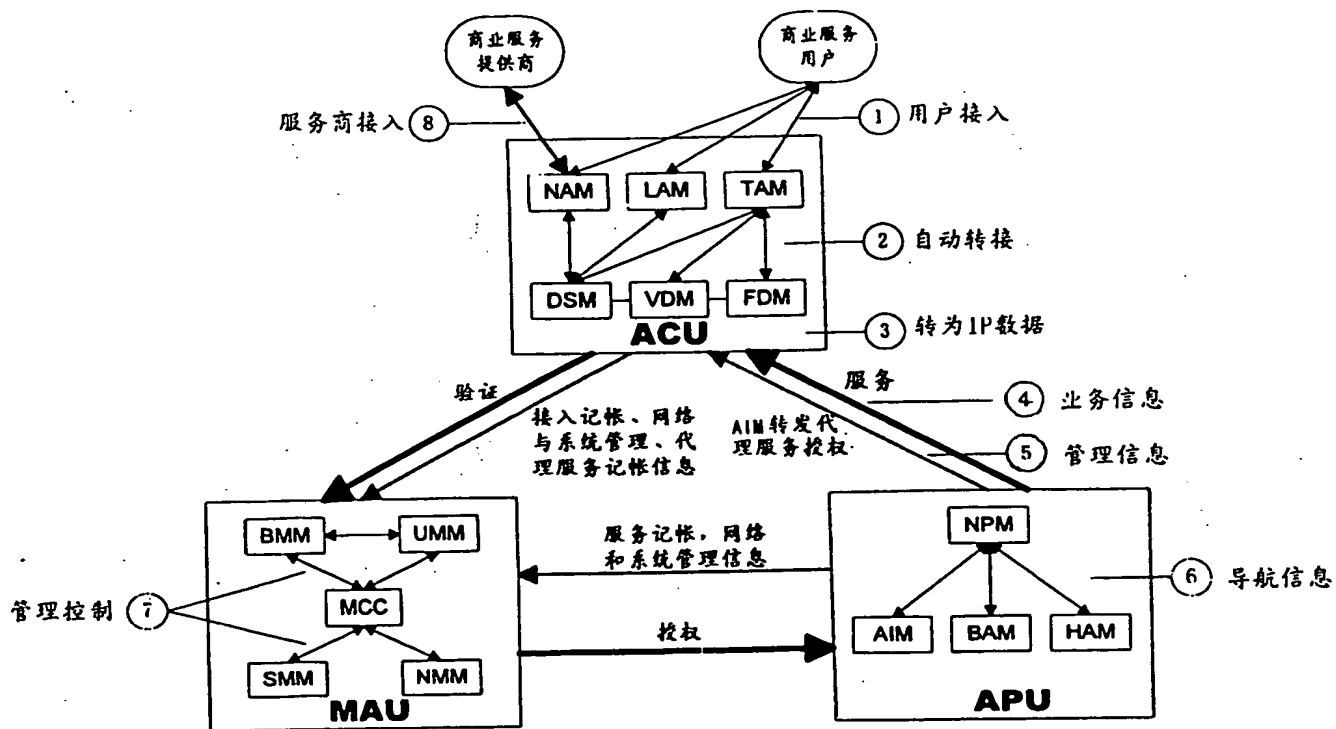 商业服务
提供商
商业服务
用户
服务商接入 8
1 用户接入
NAM
LAM
TAM
2 自动转接
DSM
VDM
FDM
ACU
3 转为IP数据
验证
服务
4 业务信息
接入记帐、网络
与系统管理、代
理服务记帐信息
AIM转发代
理服务授权
5 管理信息
BMM
UMM
服务记帐，网络
和系统管理信息
NPM
管理控制 7
MCC
6 导航信息
授权
AIM
BAM
HAM
SMM
NMM
MAU
APU